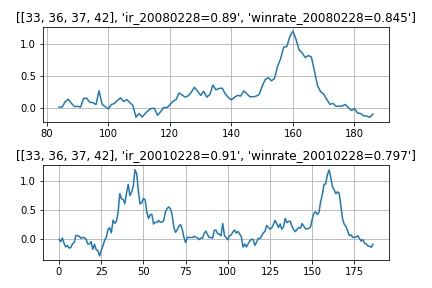 [[33, 36, 37, 42], 'ir_20080228=0.89', 'winrate_20080228=0.845']
1.0
0.5
0.0
80 100 120 140 160 180
[[33, 36, 37, 42], 'ir_20010228=0.91', 'winrate_20010228=0.797']
1.0
0.5
0.0
0 25 50 75 100 125 150 175